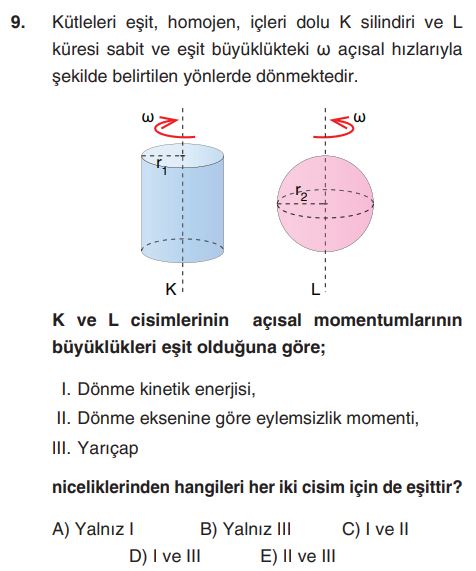 9. Kütleleri eşit, homojen, içleri dolu K silindiri ve L
küresi sabit ve eşit büyüklükteki ω açısal hızlarıyla
şekilde belirtilen yönlerde dönmektedir.
ω ω
r1 r2
K L
K ve L cisimlerinin açısal momentumlarının
büyüklükleri eşit olduğuna göre;
I. Dönme kinetik enerjisi,
II. Dönme eksenine göre eylemsizlik momenti,
III. Yarıçap
niceliklerinden hangileri her iki cisim için de eşittir?
A) Yalnız I B) Yalnız III C) I ve II
D) I ve III E) II ve III